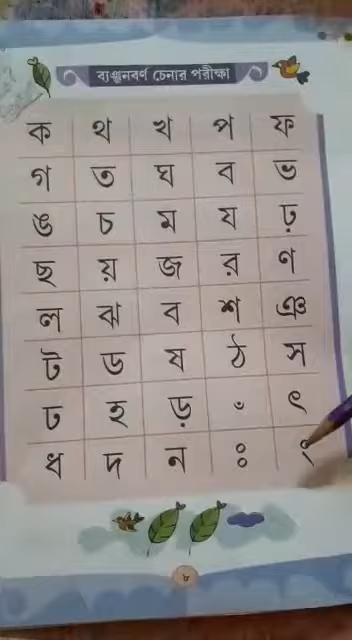 ব্যঞ্জনবর্ণ চেনার পরীক্ষা
ক থ খ প ফ
গ ত ঘ ব ভ
ঙ চ ম য ঢ়
ছ য় জ র ণ
ল ঝ ব শ ঞ
ট ড ষ ঠ স
ঢ হ ড় ঁ ৎ
ধ দ ন ঃ ং
৮